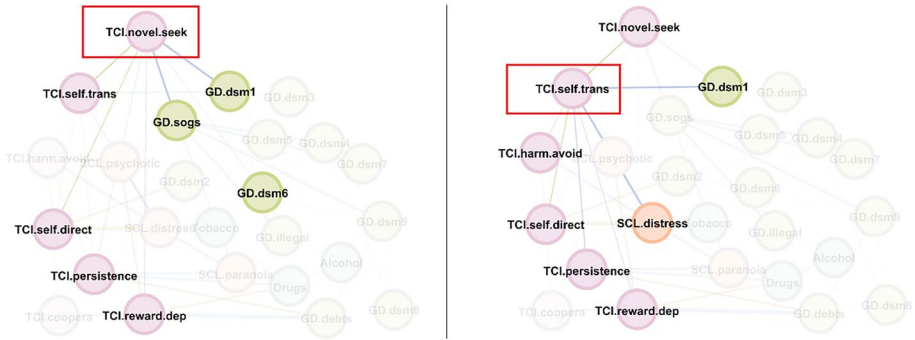 TCI.novel.seek
TCI.self.trans
GD.dsm1
GD.dsm3
GD.sogs
GD.dsm5
GD.dsm4
GD.dsm7
TCI.harm.avoid
SCL.psychotic
GD.dsm2
GD.dsm6
TCI.self.direct
SCL.distress
Tobacco
GD.dsm9
GD.illegal
TCI.persistence
SCL.paranoia
Alcohol
Drugs
TCI.coopera
TCI.reward.dep
GD.debts
TCI.novel.seek
TCI.self.trans
GD.dsm1
GD.dsm3
GD.sogs
GD.dsm5
GD.dsm4
GD.dsm7
TCI.harm.avoid
SCL.psychotic
GD.dsm2
GD.dsm6
TCI.self.direct
SCL.distress
Tobacco
GD.dsm9
GD.illegal
TCI.persistence
SCL.paranoia
Alcohol
Drugs
TCI.coopera
TCI.reward.dep
GD.debts